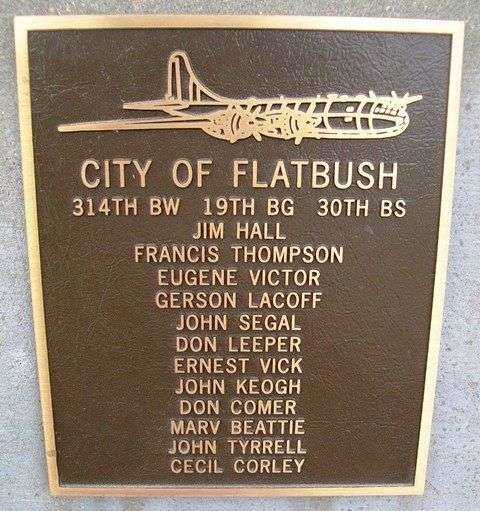 CITY OF FLATBUSH
314TH BW 19TH BG 30TH BS
JIM HALL
FRANCIS THOMPSON
EUGENE VICTOR
GERSON LACOFF
JOHN SEGAL
DON LEEPER
ERNEST VICK
JOHN KEOGH
DON COMER
MARV BEATTIE
JOHN TYRRELL
CECIL CORLEY